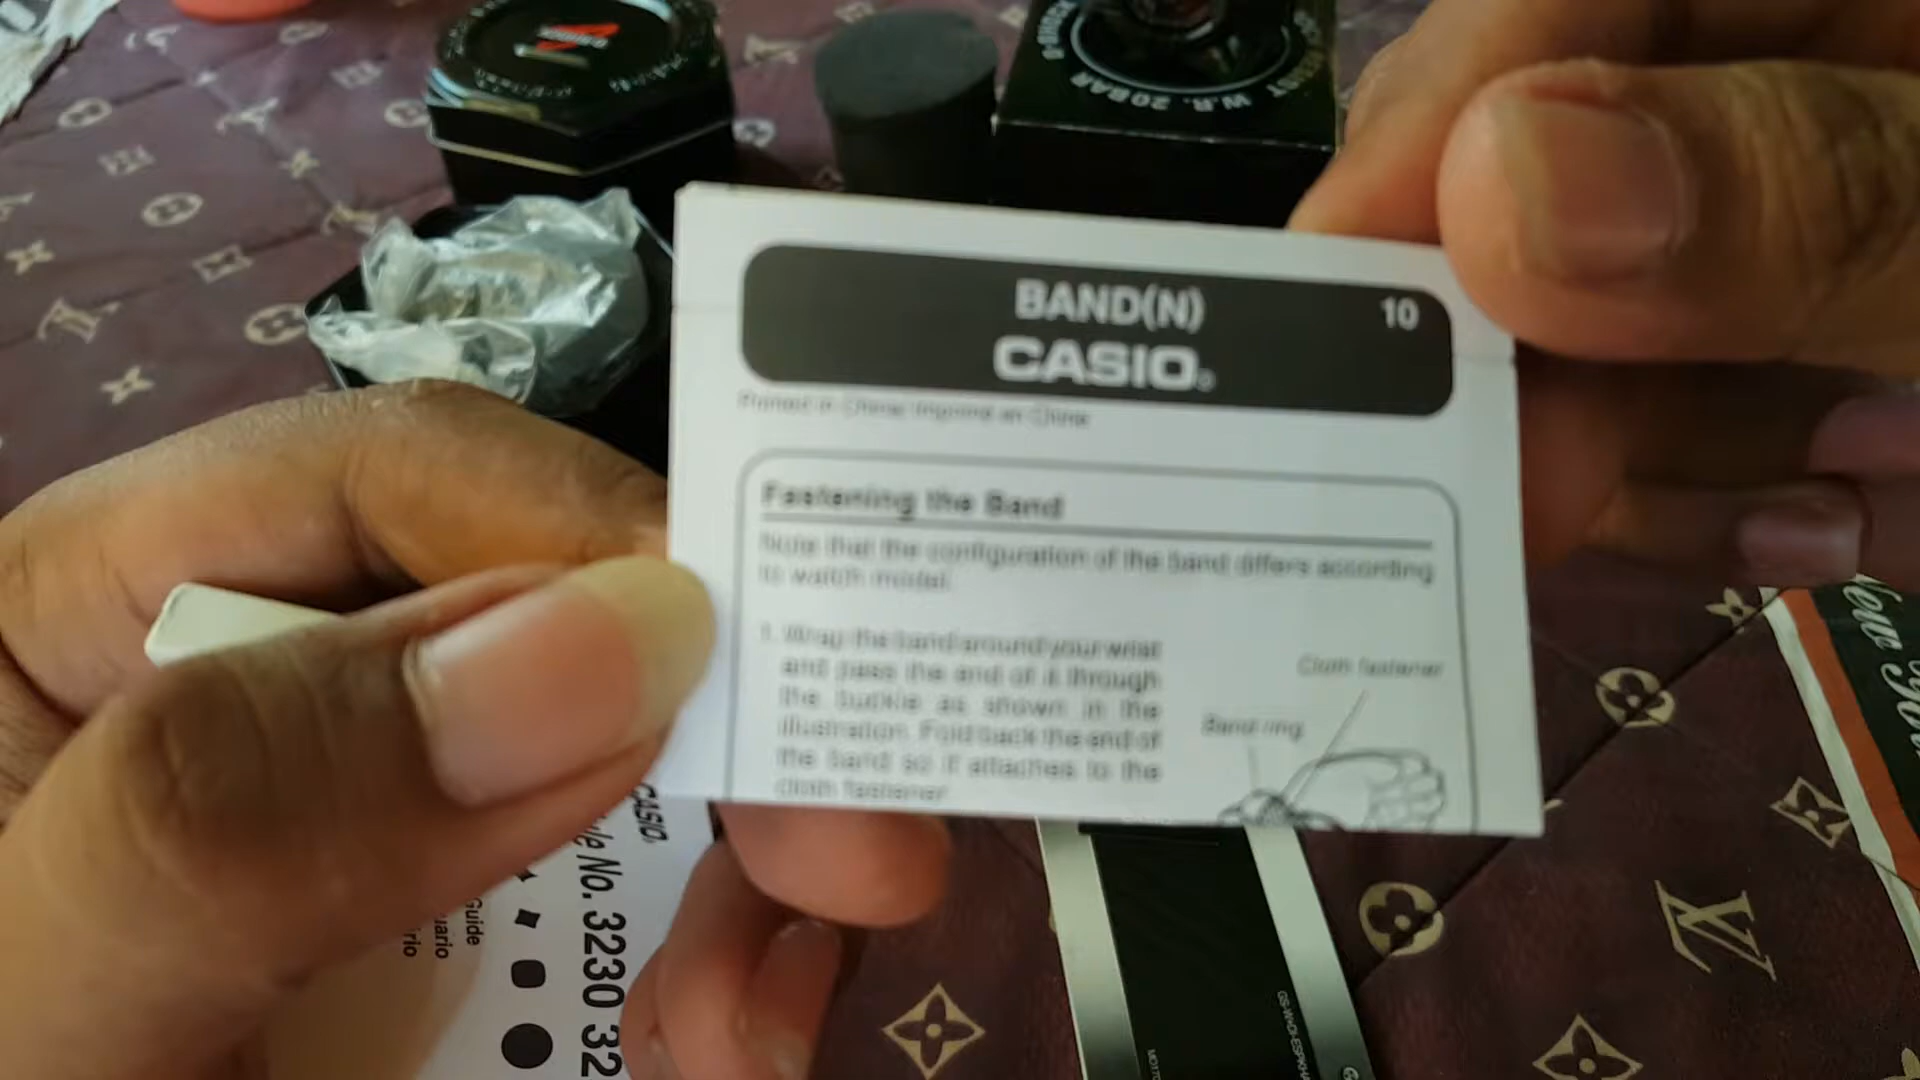 W.R. 20BAR
BAND(N)
10
CASIO
Printed in China/Imprimé en Chine
Fastening the Band
Note that the configuration of the band differs according
to watch model.
1. Wrap the band around your wrist
and pass the end of it through
the buckle as shown in the
illustration. Fold back the end of
the band so it attaches to the
cloth fastener
Cloth fastener
Band ring
CASIO
No. 3230 32
Guide